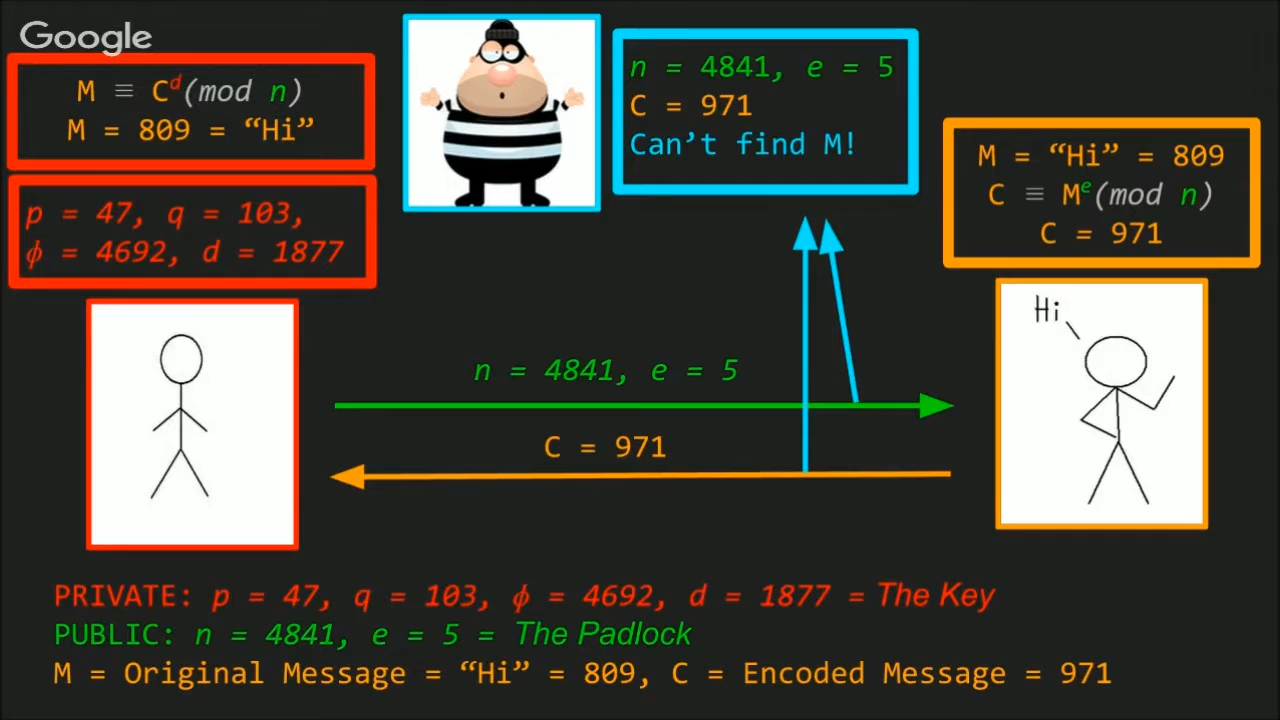 Google
M ≡ Cᵈ(mod n)
M = 809 = “Hi”
p = 47, q = 103,
ϕ = 4692, d = 1877
n = 4841, e = 5
C = 971
Can’t find M!
M = “Hi” = 809
C ≡ Mᵉ(mod n)
C = 971
Hi
n = 4841, e = 5
C = 971
PRIVATE: p = 47, q = 103, ϕ = 4692, d = 1877 = The Key
PUBLIC: n = 4841, e = 5 = The Padlock
M = Original Message = “Hi” = 809, C = Encoded Message = 971